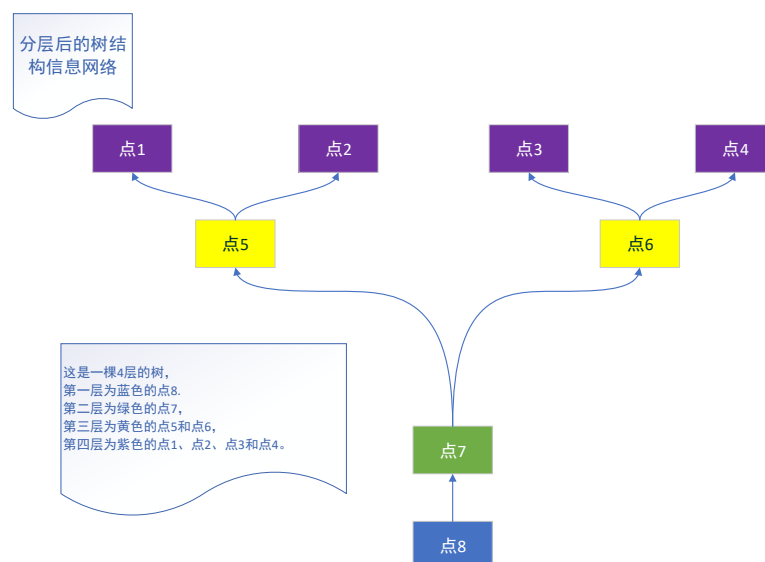 分层后的树结
构信息网络
点1
点2
点3
点4
点5
点6
这是一棵4层的树，
第一层为蓝色的点8.
第二层为绿色的点7，
第三层为黄色的点5和点6，
第四层为紫色的点1、点2、点3和点4。
点7
点8